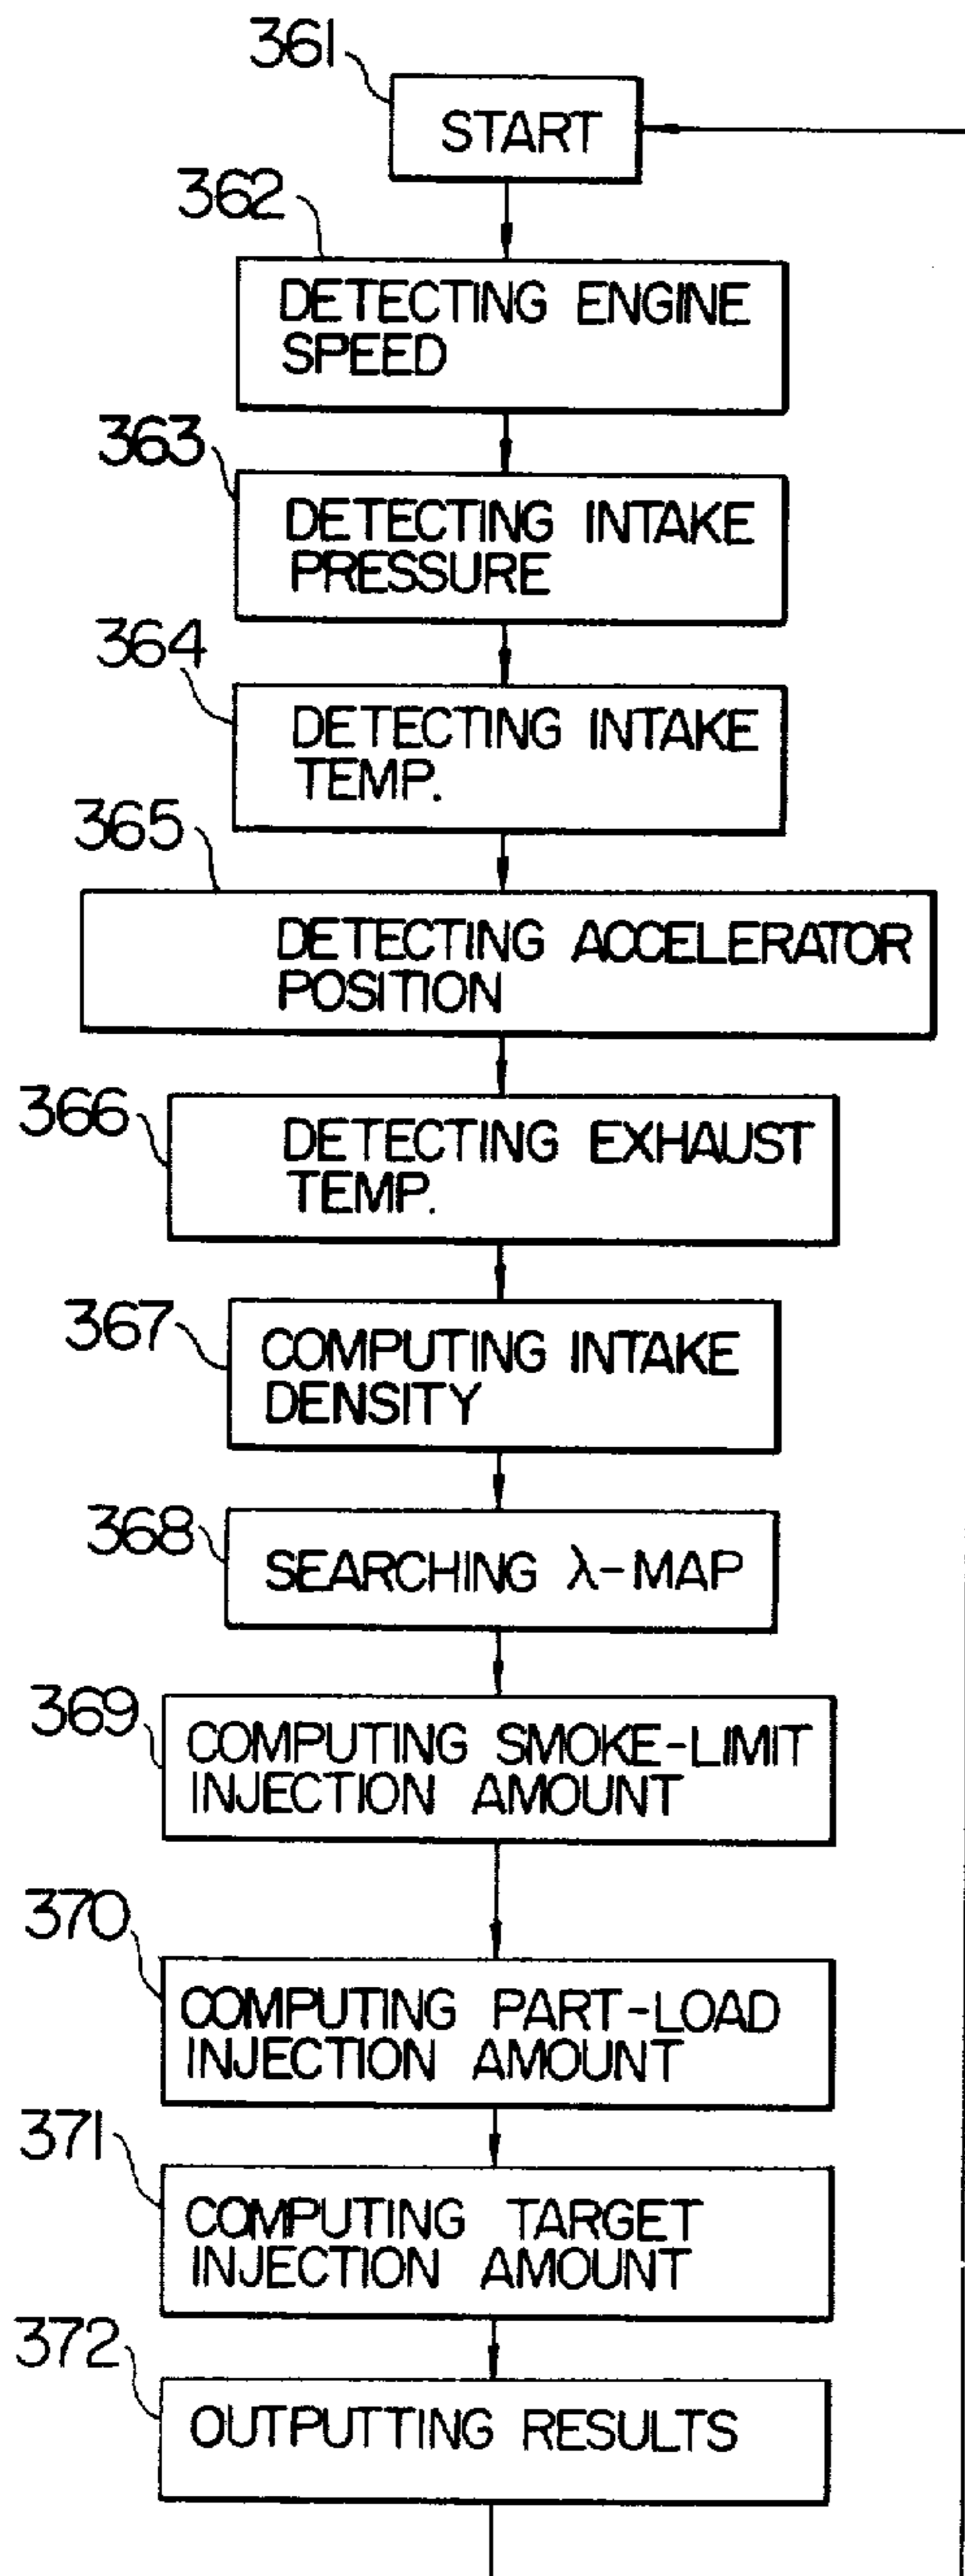 361
START
362
DETECTING ENGINE
SPEED
363
DETECTING INTAKE
PRESSURE
364
DETECTING INTAKE
TEMP.
365
DETECTING ACCELERATOR
POSITION
366
DETECTING EXHAUST
TEMP.
367
COMPUTING INTAKE
DENSITY
368
SEARCHING λ-MAP
369
COMPUTING SMOKE-LIMIT
INJECTION AMOUNT
370
COMPUTING PART-LOAD
INJECTION AMOUNT
371
COMPUTING TARGET
INJECTION AMOUNT
372
OUTPUTTING RESULTS